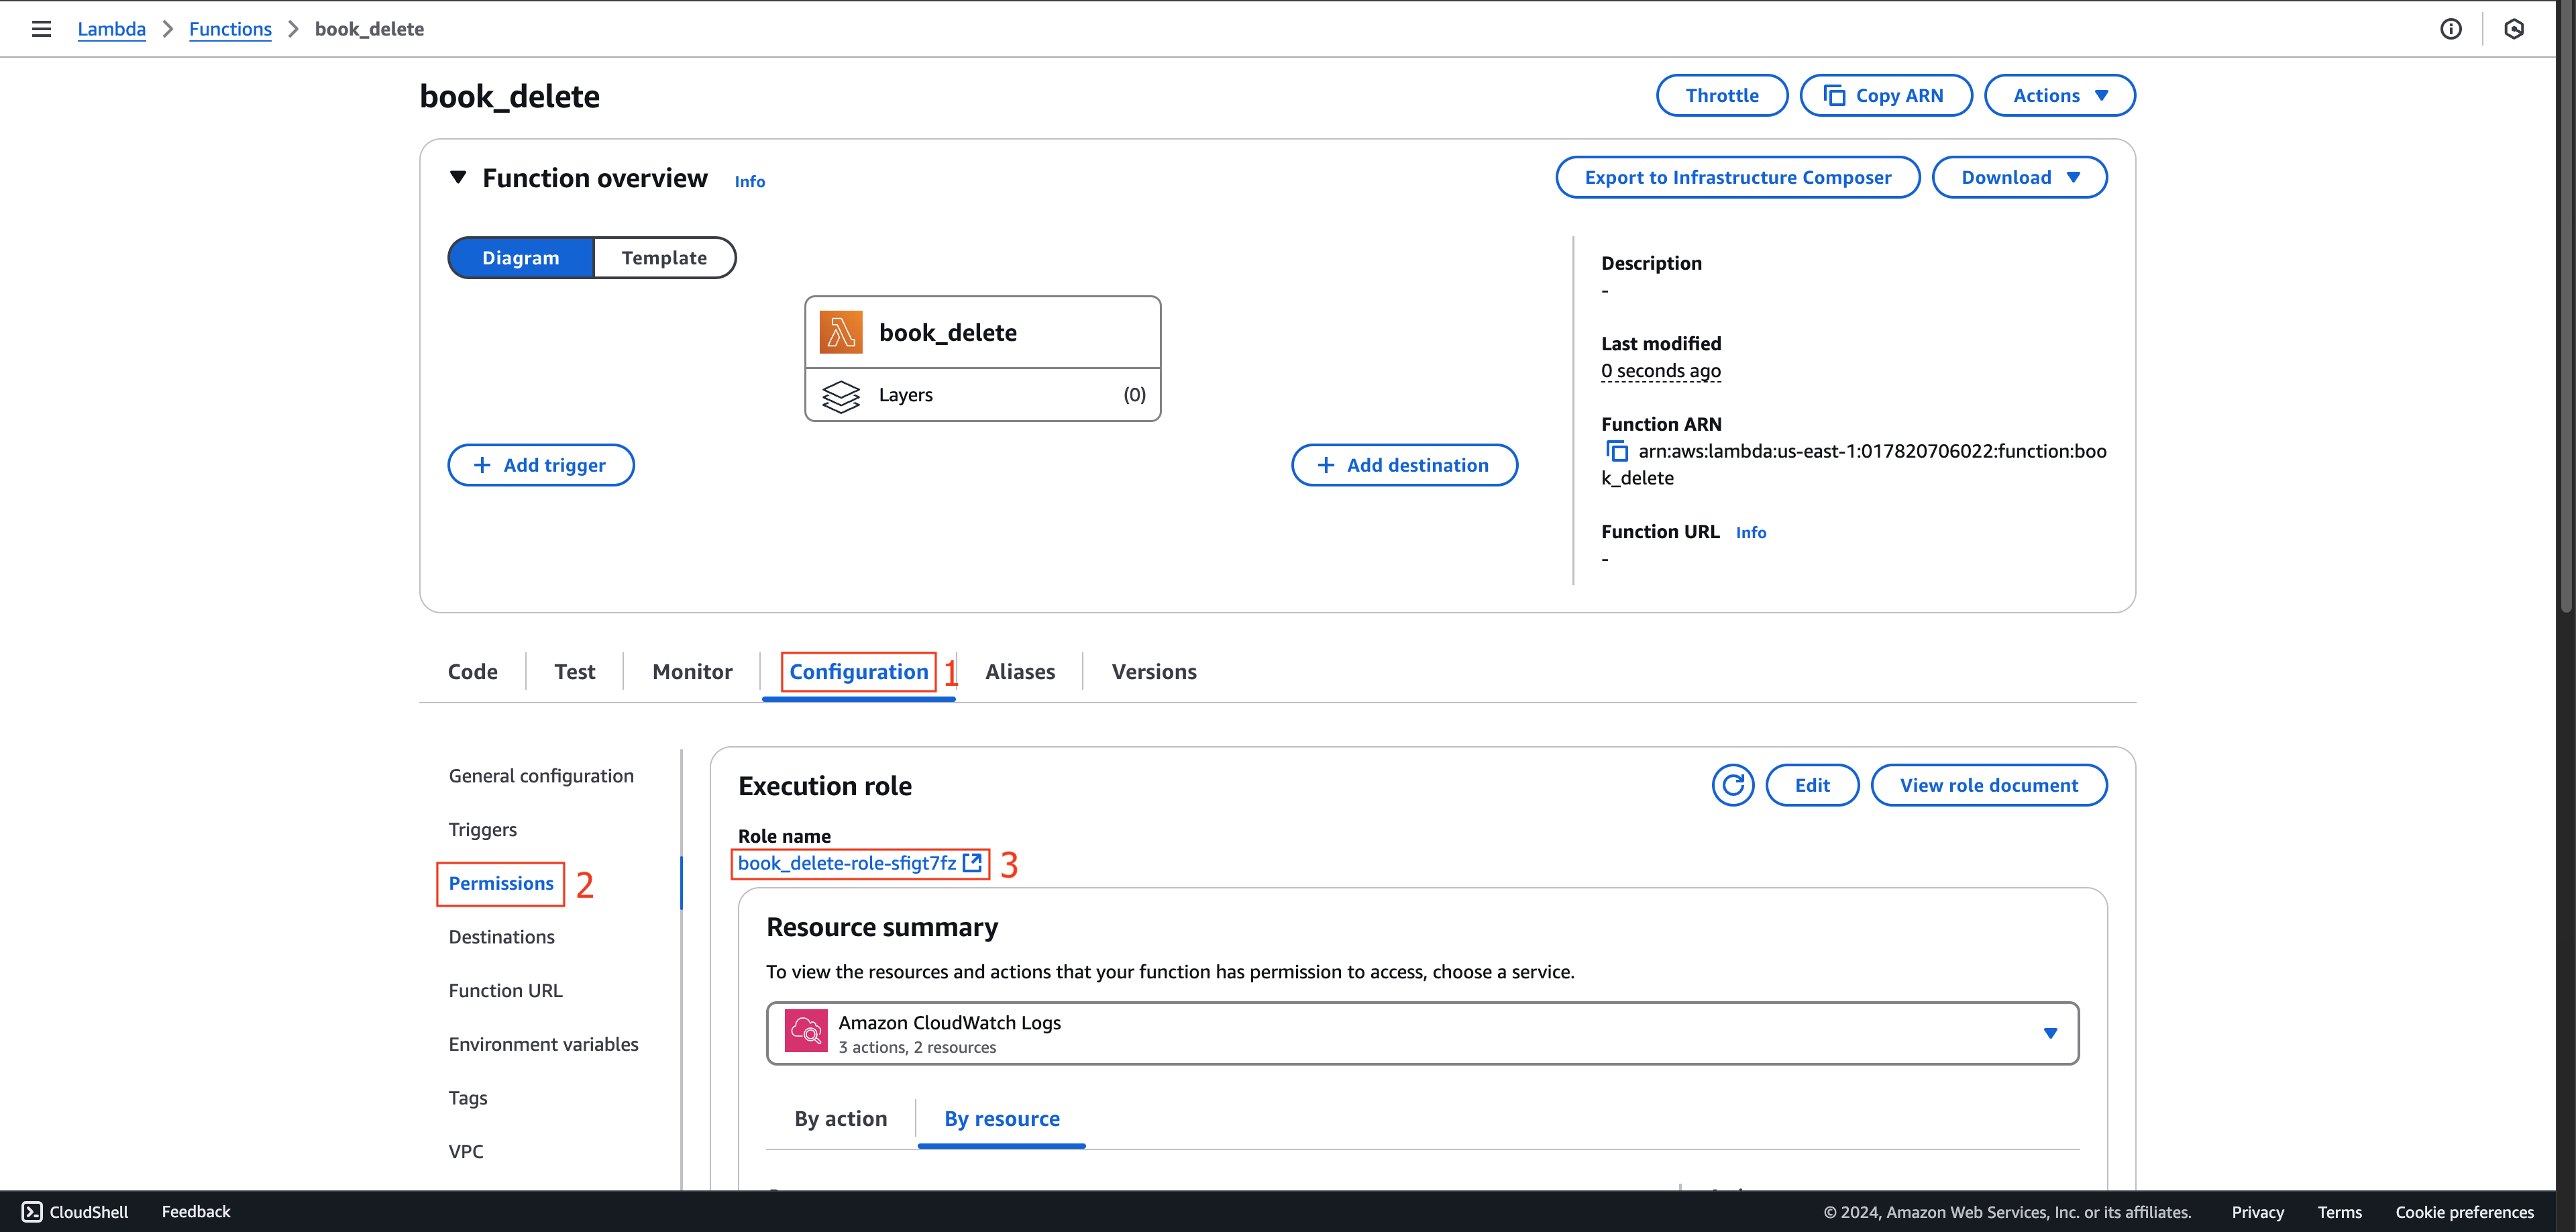 Lambda > Functions > book_delete
book_delete
Throttle
Copy ARN
Actions
Function overview Info
Export to Infrastructure Composer
Download
Diagram
Template
book_delete
Layers (0)
+ Add trigger
+ Add destination
Description
-
Last modified
0 seconds ago
Function ARN
arn:aws:lambda:us-east-1:017820706022:function:boo
k_delete
Function URL Info
-
Code
Test
Monitor
Configuration 1
Aliases
Versions
General configuration
Triggers
Permissions 2
Destinations
Function URL
Environment variables
Tags
VPC
Execution role
Edit
View role document
Role name
book_delete-role-sfigt7fz 3
Resource summary
To view the resources and actions that your function has permission to access, choose a service.
Amazon CloudWatch Logs
3 actions, 2 resources
By action
By resource
CloudShell
Feedback
© 2024, Amazon Web Services, Inc. or its affiliates.
Privacy
Terms
Cookie preferences